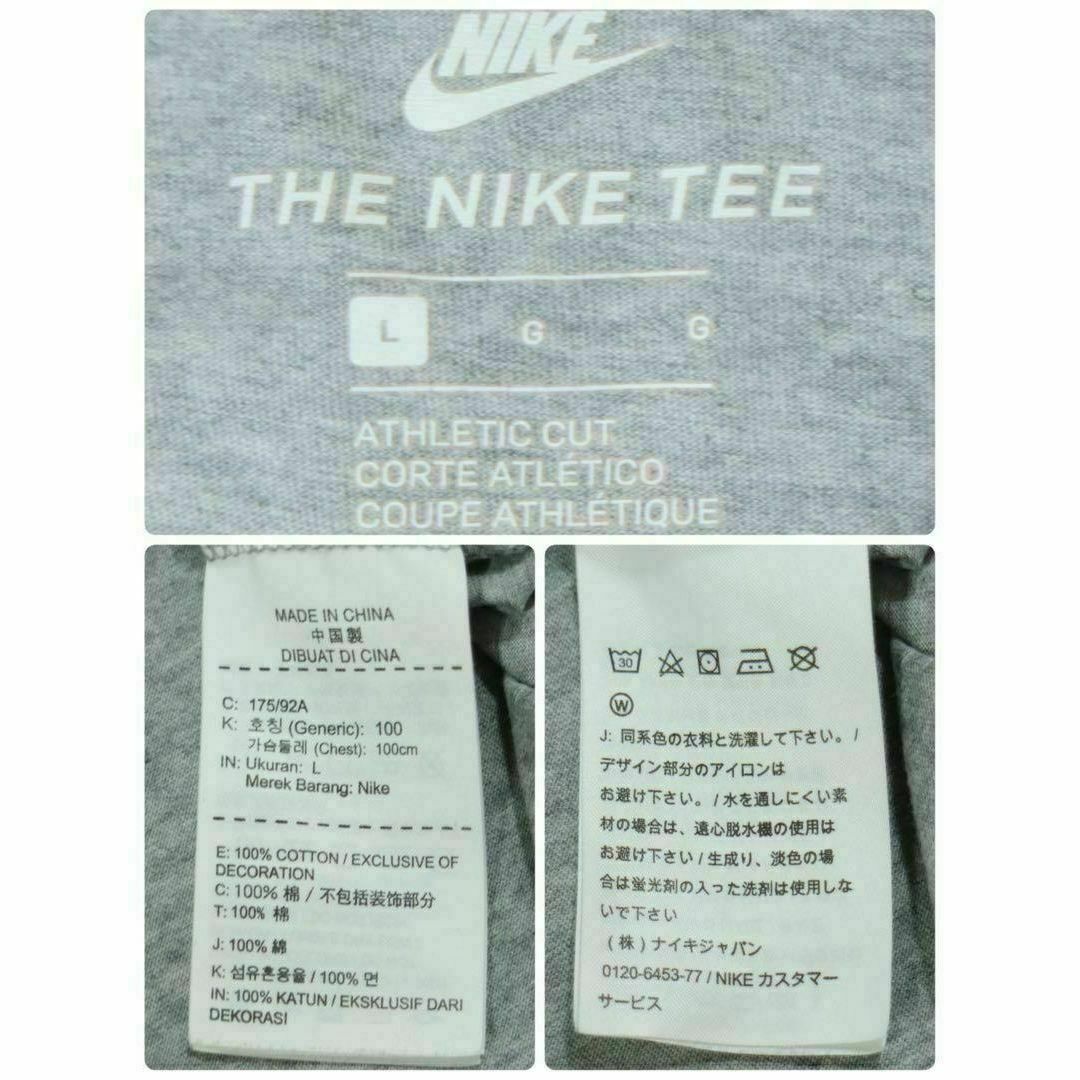 NIKE
THE NIKE TEE
L G G
ATHLETIC CUT
CORTE ATLÉTICO
COUPE ATHLÉTIQUE
MADE IN CHINA
中国製
DIBUAT DI CINA
C: 175/92A
K: 호칭 (Generic): 100
가슴둘레 (Chest): 100cm
IN: Ukuran: L
Merek Barang: Nike
E: 100% COTTON / EXCLUSIVE OF
DECORATION
C: 100% 棉 / 不包括装饰部分
T: 100% 棉
J: 100% 綿
K: 섬유혼용율 / 100% 면
IN: 100% KATUN / EKSKLUSIF DARI
DEKORASI
30
W
J: 同系色の衣料と洗濯して下さい。/
デザイン部分のアイロンは
お避け下さい。/ 水を通しにくい素
材の場合は、遠心脱水機の使用は
お避け下さい / 生成り、淡色の場
合は蛍光剤の入った洗剤は使用しな
いで下さい
(株) ナイキジャパン
0120-6453-77 / NIKE カスタマー
サービス